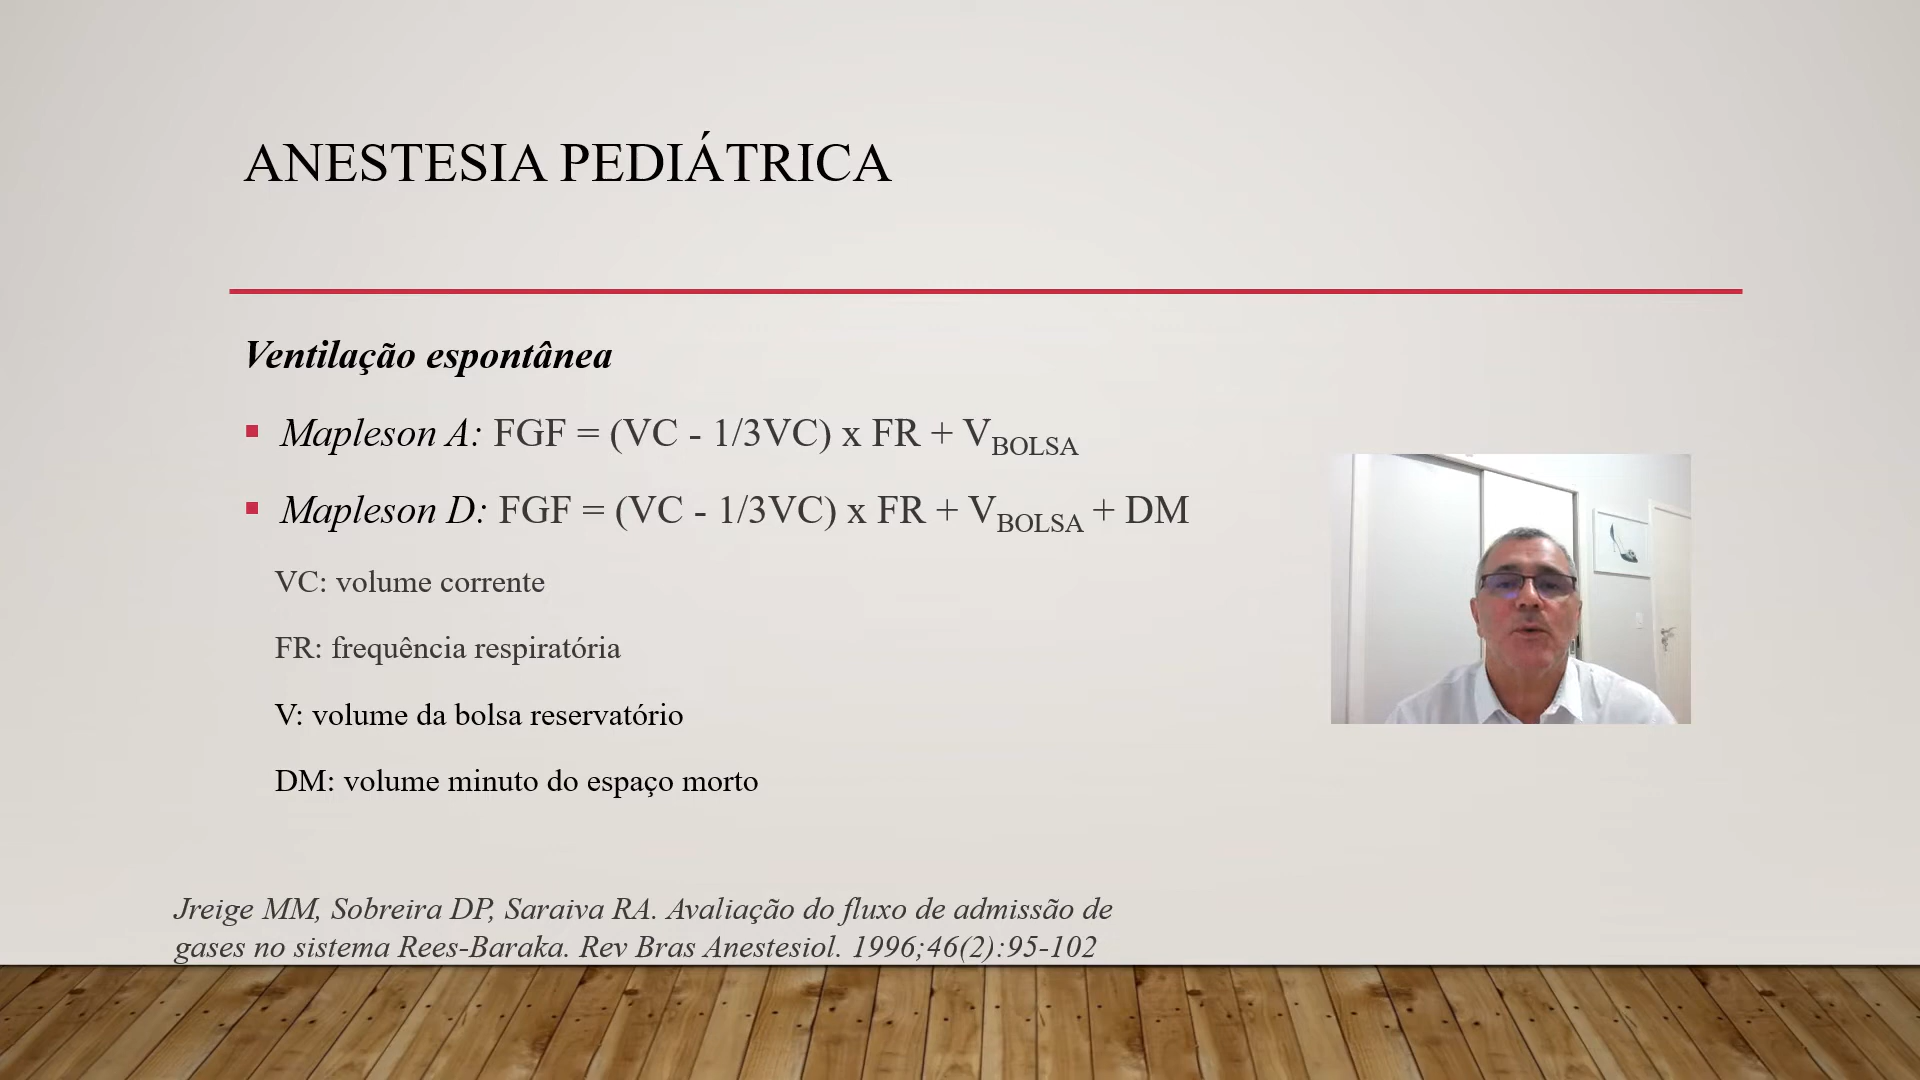 ANESTESIA PEDIÁTRICA
Ventilação espontânea
▪ Mapleson A: FGF = (VC - 1/3VC) x FR + VBOLSA
▪ Mapleson D: FGF = (VC - 1/3VC) x FR + VBOLSA + DM
VC: volume corrente
FR: frequência respiratória
V: volume da bolsa reservatório
DM: volume minuto do espaço morto
Jreige MM, Sobreira DP, Saraiva RA. Avaliação do fluxo de admissão de
gases no sistema Rees-Baraka. Rev Bras Anestesiol. 1996;46(2):95-102